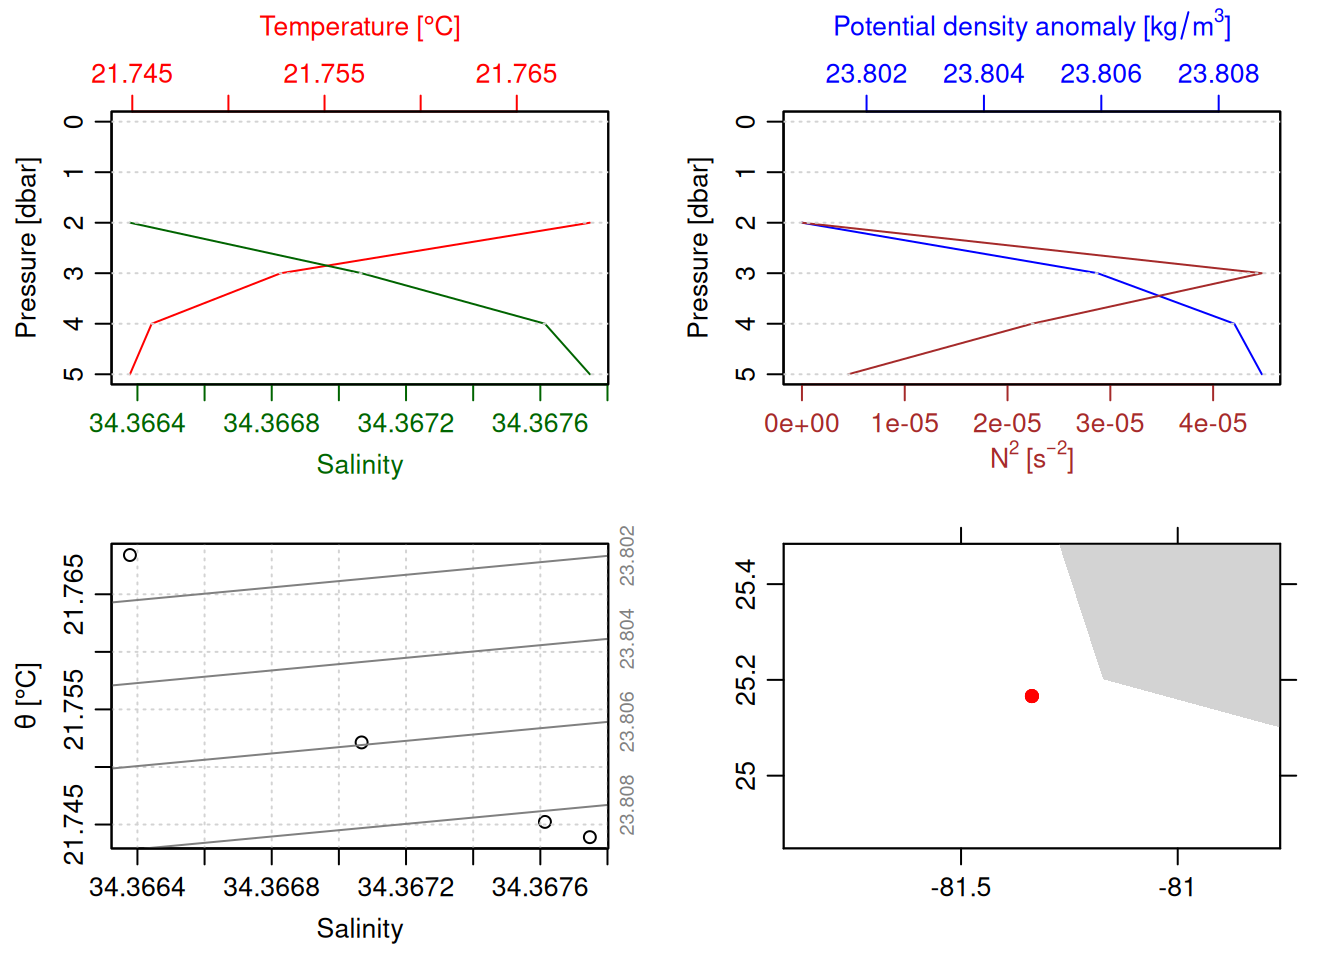 Temperature [°C]
21.745 21.755 21.765
Pressure [dbar]
0 1 2 3 4 5
34.3664 34.3668 34.3672 34.3676
Salinity
Potential density anomaly [kg/m³]
23.802 23.804 23.806 23.808
Pressure [dbar]
0 1 2 3 4 5
0e+00 1e-05 2e-05 3e-05 4e-05
N² [s⁻²]
θ [°C]
21.765 21.755 21.745
23.802 23.804 23.806 23.808
34.3664 34.3668 34.3672 34.3676
Salinity
25.4 25.2 25
-81.5 -81